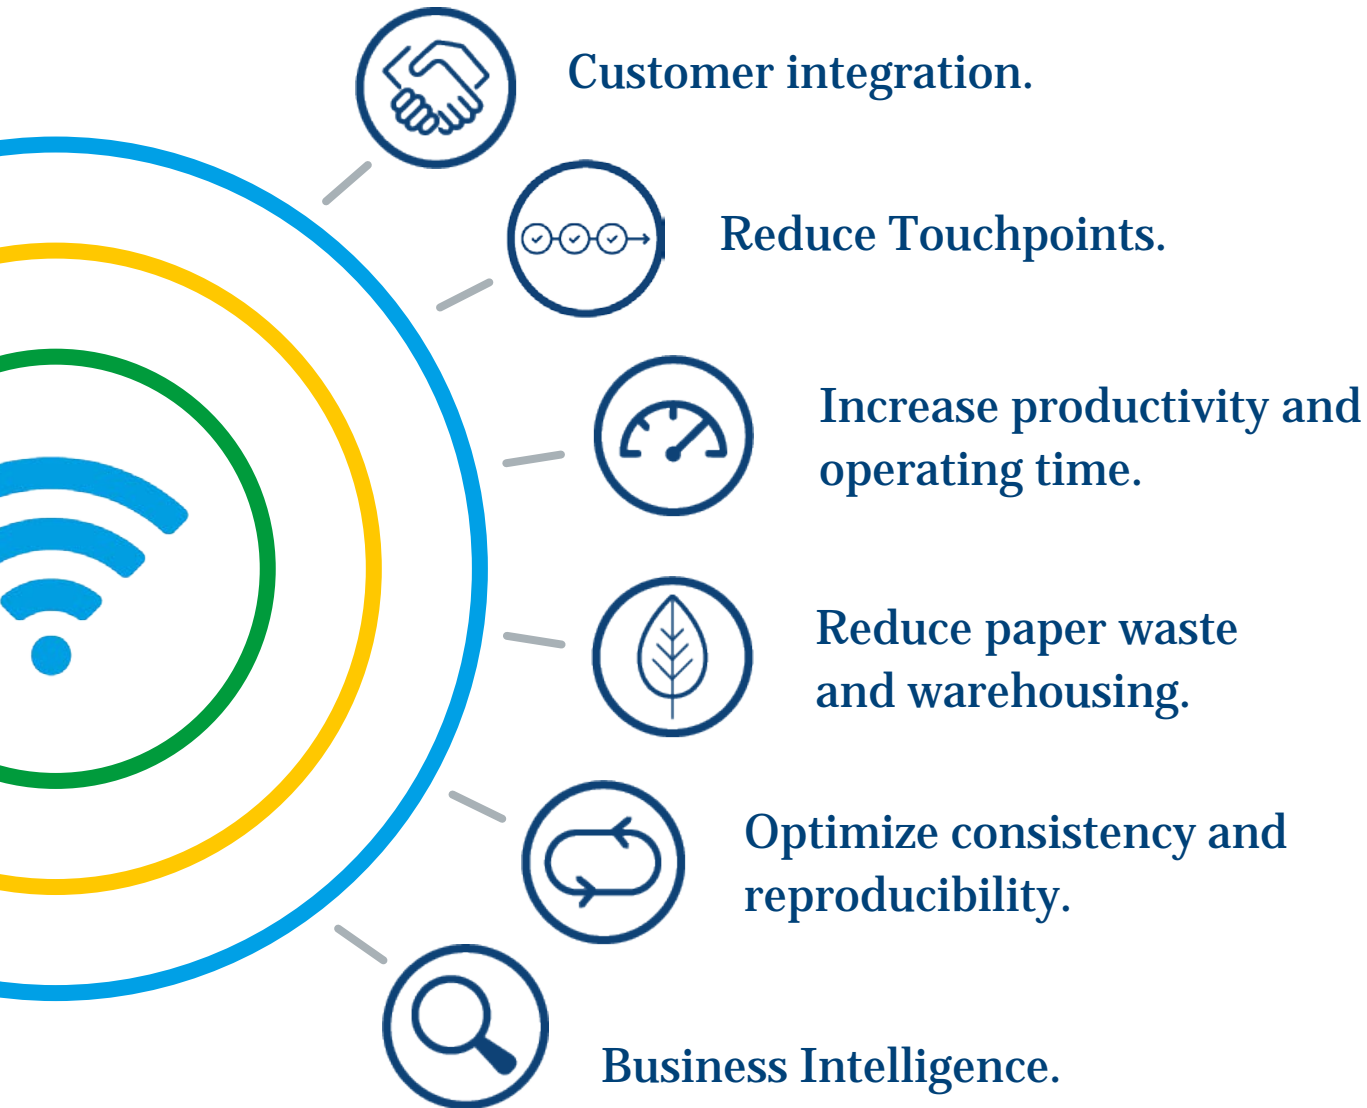 Customer integration.
Reduce Touchpoints.
Increase productivity and
operating time.
Reduce paper waste
and warehousing.
Optimize consistency and
reproducibility.
Business Intelligence.